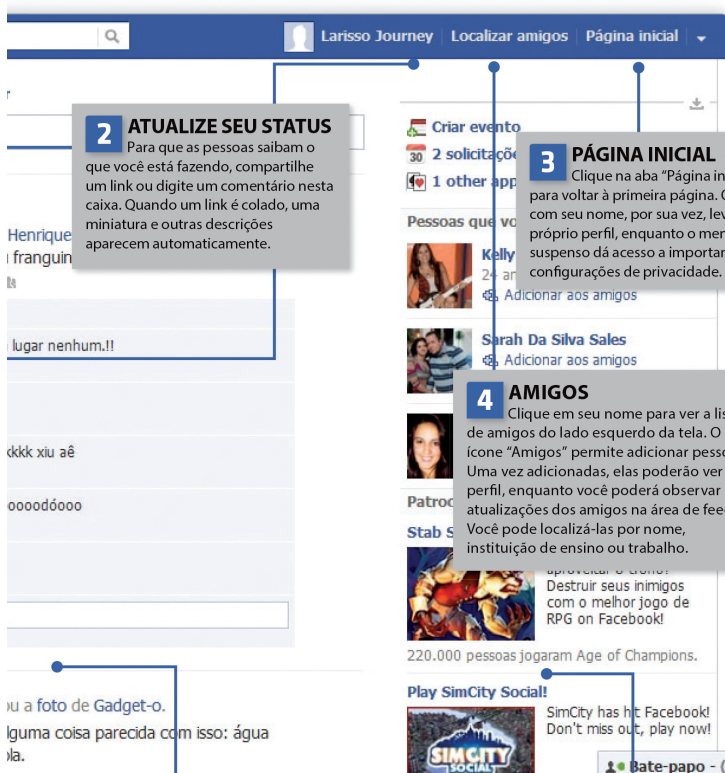 Larisso Journey Localizar amigos Página inicial
2 ATUALIZE SEU STATUS
Para que as pessoas saibam o
que você está fazendo, compartilhe
um link ou digite um comentário nesta
caixa. Quando um link é colado, uma
miniatura e outras descrições
aparecem automaticamente.
Henrique
franguin
lugar nenhum.!!
kkkk xiu aê
oooodóooo
ou a foto de Gadget-o.
lguma coisa parecida com isso: água
ola.
Criar evento
30 2 solicitaçõe
1 other app
3 PÁGINA INICIAL
Clique na aba "Página in
para voltar à primeira página.
com seu nome, por sua vez, lev
próprio perfil, enquanto o men
suspenso dá acesso a importan
configurações de privacidade.
Pessoas que vo
Kelly
24 an
Adicionar aos amigos
Sarah Da Silva Sales
Adicionar aos amigos
4 AMIGOS
Clique em seu nome para ver a lis
de amigos do lado esquerdo da tela. O
ícone "Amigos" permite adicionar pesso
Uma vez adicionadas, elas poderão ver
perfil, enquanto você poderá observar
atualizações dos amigos na área de fee
Você pode localizá-las por nome,
instituição de ensino ou trabalho.
Patroc
Stab S
aproveitar o trono?
Destruir seus inimigos
com o melhor jogo de
RPG on Facebook!
220.000 pessoas jogaram Age of Champions.
Play SimCity Social!
SimCity has hit Facebook!
Don't miss out, play now!
SIMCITY
SOCIAL
Bate-papo - (